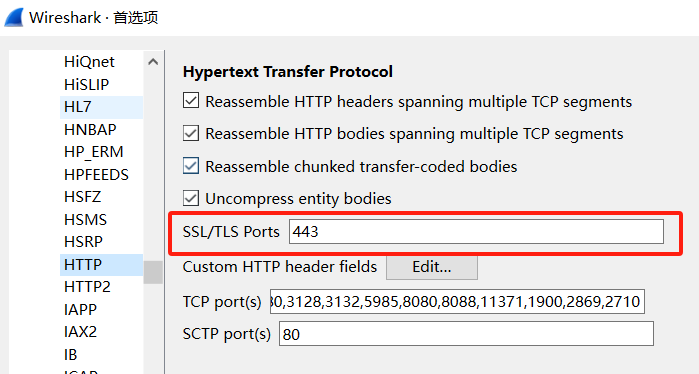 Wireshark · 首选项
HiQnet
HiSLIP
HL7
HNBAP
HP_ERM
HPFEEDS
HSFZ
HSMS
HSRP
HTTP
HTTP2
IAPP
IAX2
IB
Hypertext Transfer Protocol
Reassemble HTTP headers spanning multiple TCP segments
Reassemble HTTP bodies spanning multiple TCP segments
Reassemble chunked transfer-coded bodies
Uncompress entity bodies
SSL/TLS Ports 443
Custom HTTP header fields Edit...
TCP port(s) 30,3128,3132,5985,8080,8088,11371,1900,2869,2710
SCTP port(s) 80